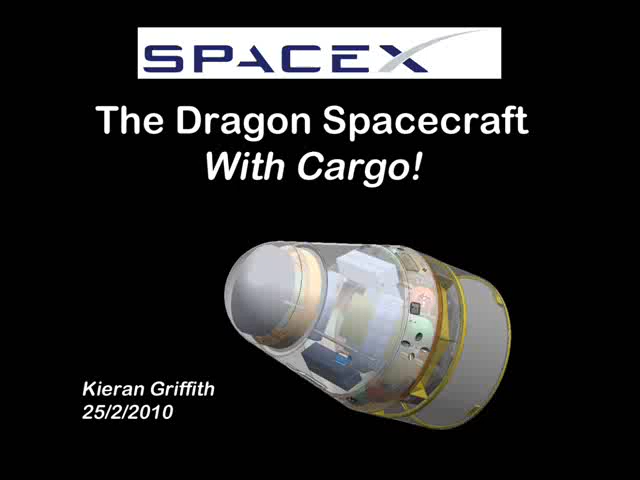 SPACEX
The Dragon Spacecraft
With Cargo!
Kieran Griffith
25/2/2010